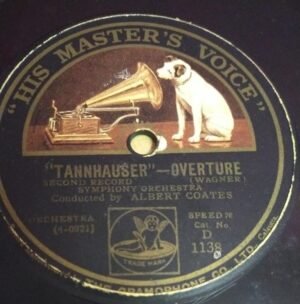 "HIS MASTER'S VOICE"
"TANNHAUSER"—OVERTURE
SECOND RECORD (WAGNER)
SYMPHONY ORCHESTRA
Conducted by ALBERT COATES
ORCHESTRA SPEED 78
(4-0921) Cat. No.
D
1138
TRADE MARK
THE GRAMOPHONE CO. LTD.